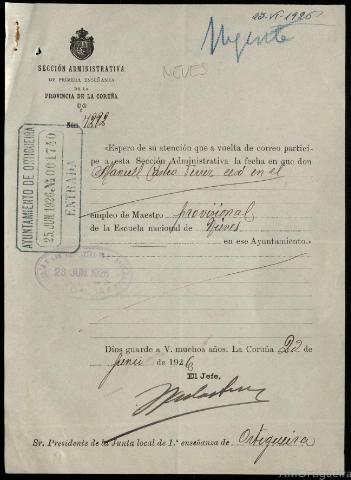 23-VI-1926
Urgente
NEVES
SECCIÓN ADMINISTRATIVA
DE PRIMERA ENSEÑANZA
DE LA
PROVINCIA DE LA CORUÑA
Núm. 4272
AYUNTAMIENTO DE ORTIGUEIRA
25.JUN.1926 * No 001740
ENTRADA
«Espero de su atención que a vuelta de correo partici-
pe a esta Sección Administrativa la fecha en que don
Manuel Perez cesó en el
empleo de Maestro provisional
de la Escuela nacional de Nieves
en ese Ayuntamiento.»
23 JUN 1926
Dios guarde a V. muchos años. La Coruña 22 de
junio de 1926
El Jefe,
Sr. Presidente de la Junta local de 1.ª enseñanza de Ortigueira